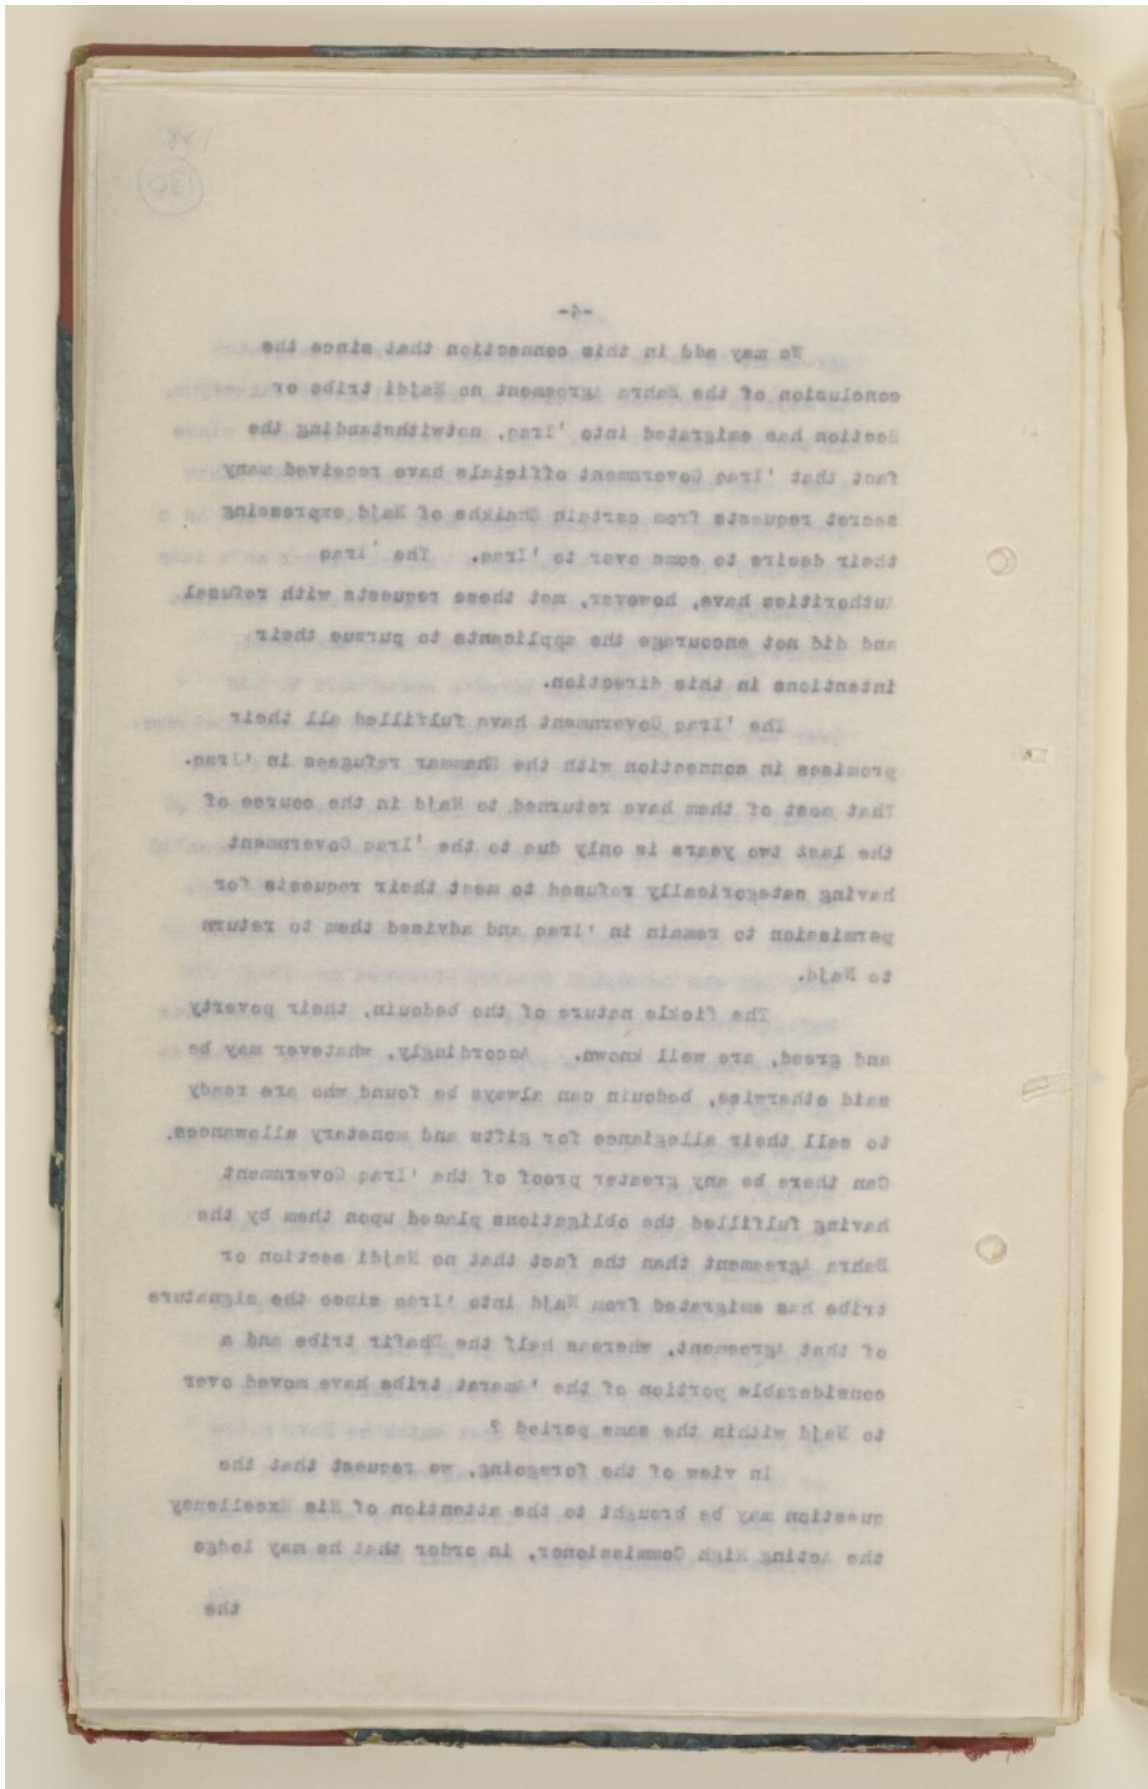 -4-
We may add in this connection that since the
conclusion of the Bahra Agreement no Najdi tribe or
Section has emigrated into 'Iraq, notwithstanding the
fact that 'Iraq Government officials have received many
secret requests from certain Shaikhs of Najd expressing
their desire to come over to 'Iraq. The 'Iraq
Authorities have, however, met these requests with refusal
and did not encourage the applicants to pursue their
intentions in this direction.
The 'Iraq Government have fulfilled all their
promises in connection with the Shammar refugees in 'Iraq.
That most of them have returned to Najd in the course of
the last two years is only due to the 'Iraq Government
having categorically refused to meet their requests for
permission to remain in 'Iraq and advised them to return
to Najd.
The fickle nature of the bedouin, their poverty
and greed, are well known. Accordingly, whatever may be
said otherwise, bedouin can always be found who are ready
to sell their allegiance for gifts and monetary allowances.
Can there be any greater proof of the 'Iraq Government
having fulfilled the obligations placed upon them by the
Bahra Agreement than the fact that no Najdi section or
tribe has emigrated from Najd into 'Iraq since the signature
of that Agreement, whereas half the Dhafir tribe and a
considerable portion of the 'Amarat tribe have moved over
to Najd within the same period ?
In view of the foregoing, we request that the
question may be brought to the attention of His Excellency
the Acting High Commissioner, in order that he may lodge
the
130